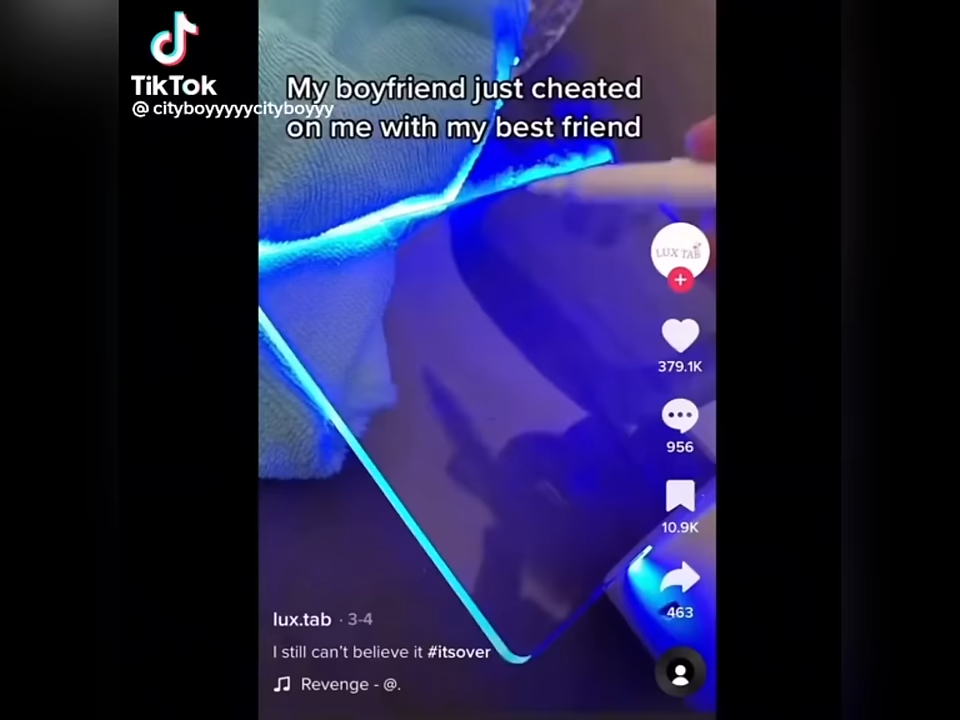 TikTok
@ cityboyyyyycityboyyy
My boyfriend just cheated
on me with my best friend
LUX TAB
379.1K
956
10.9K
463
lux.tab · 3-4
I still can't believe it #itsover
Revenge - @.